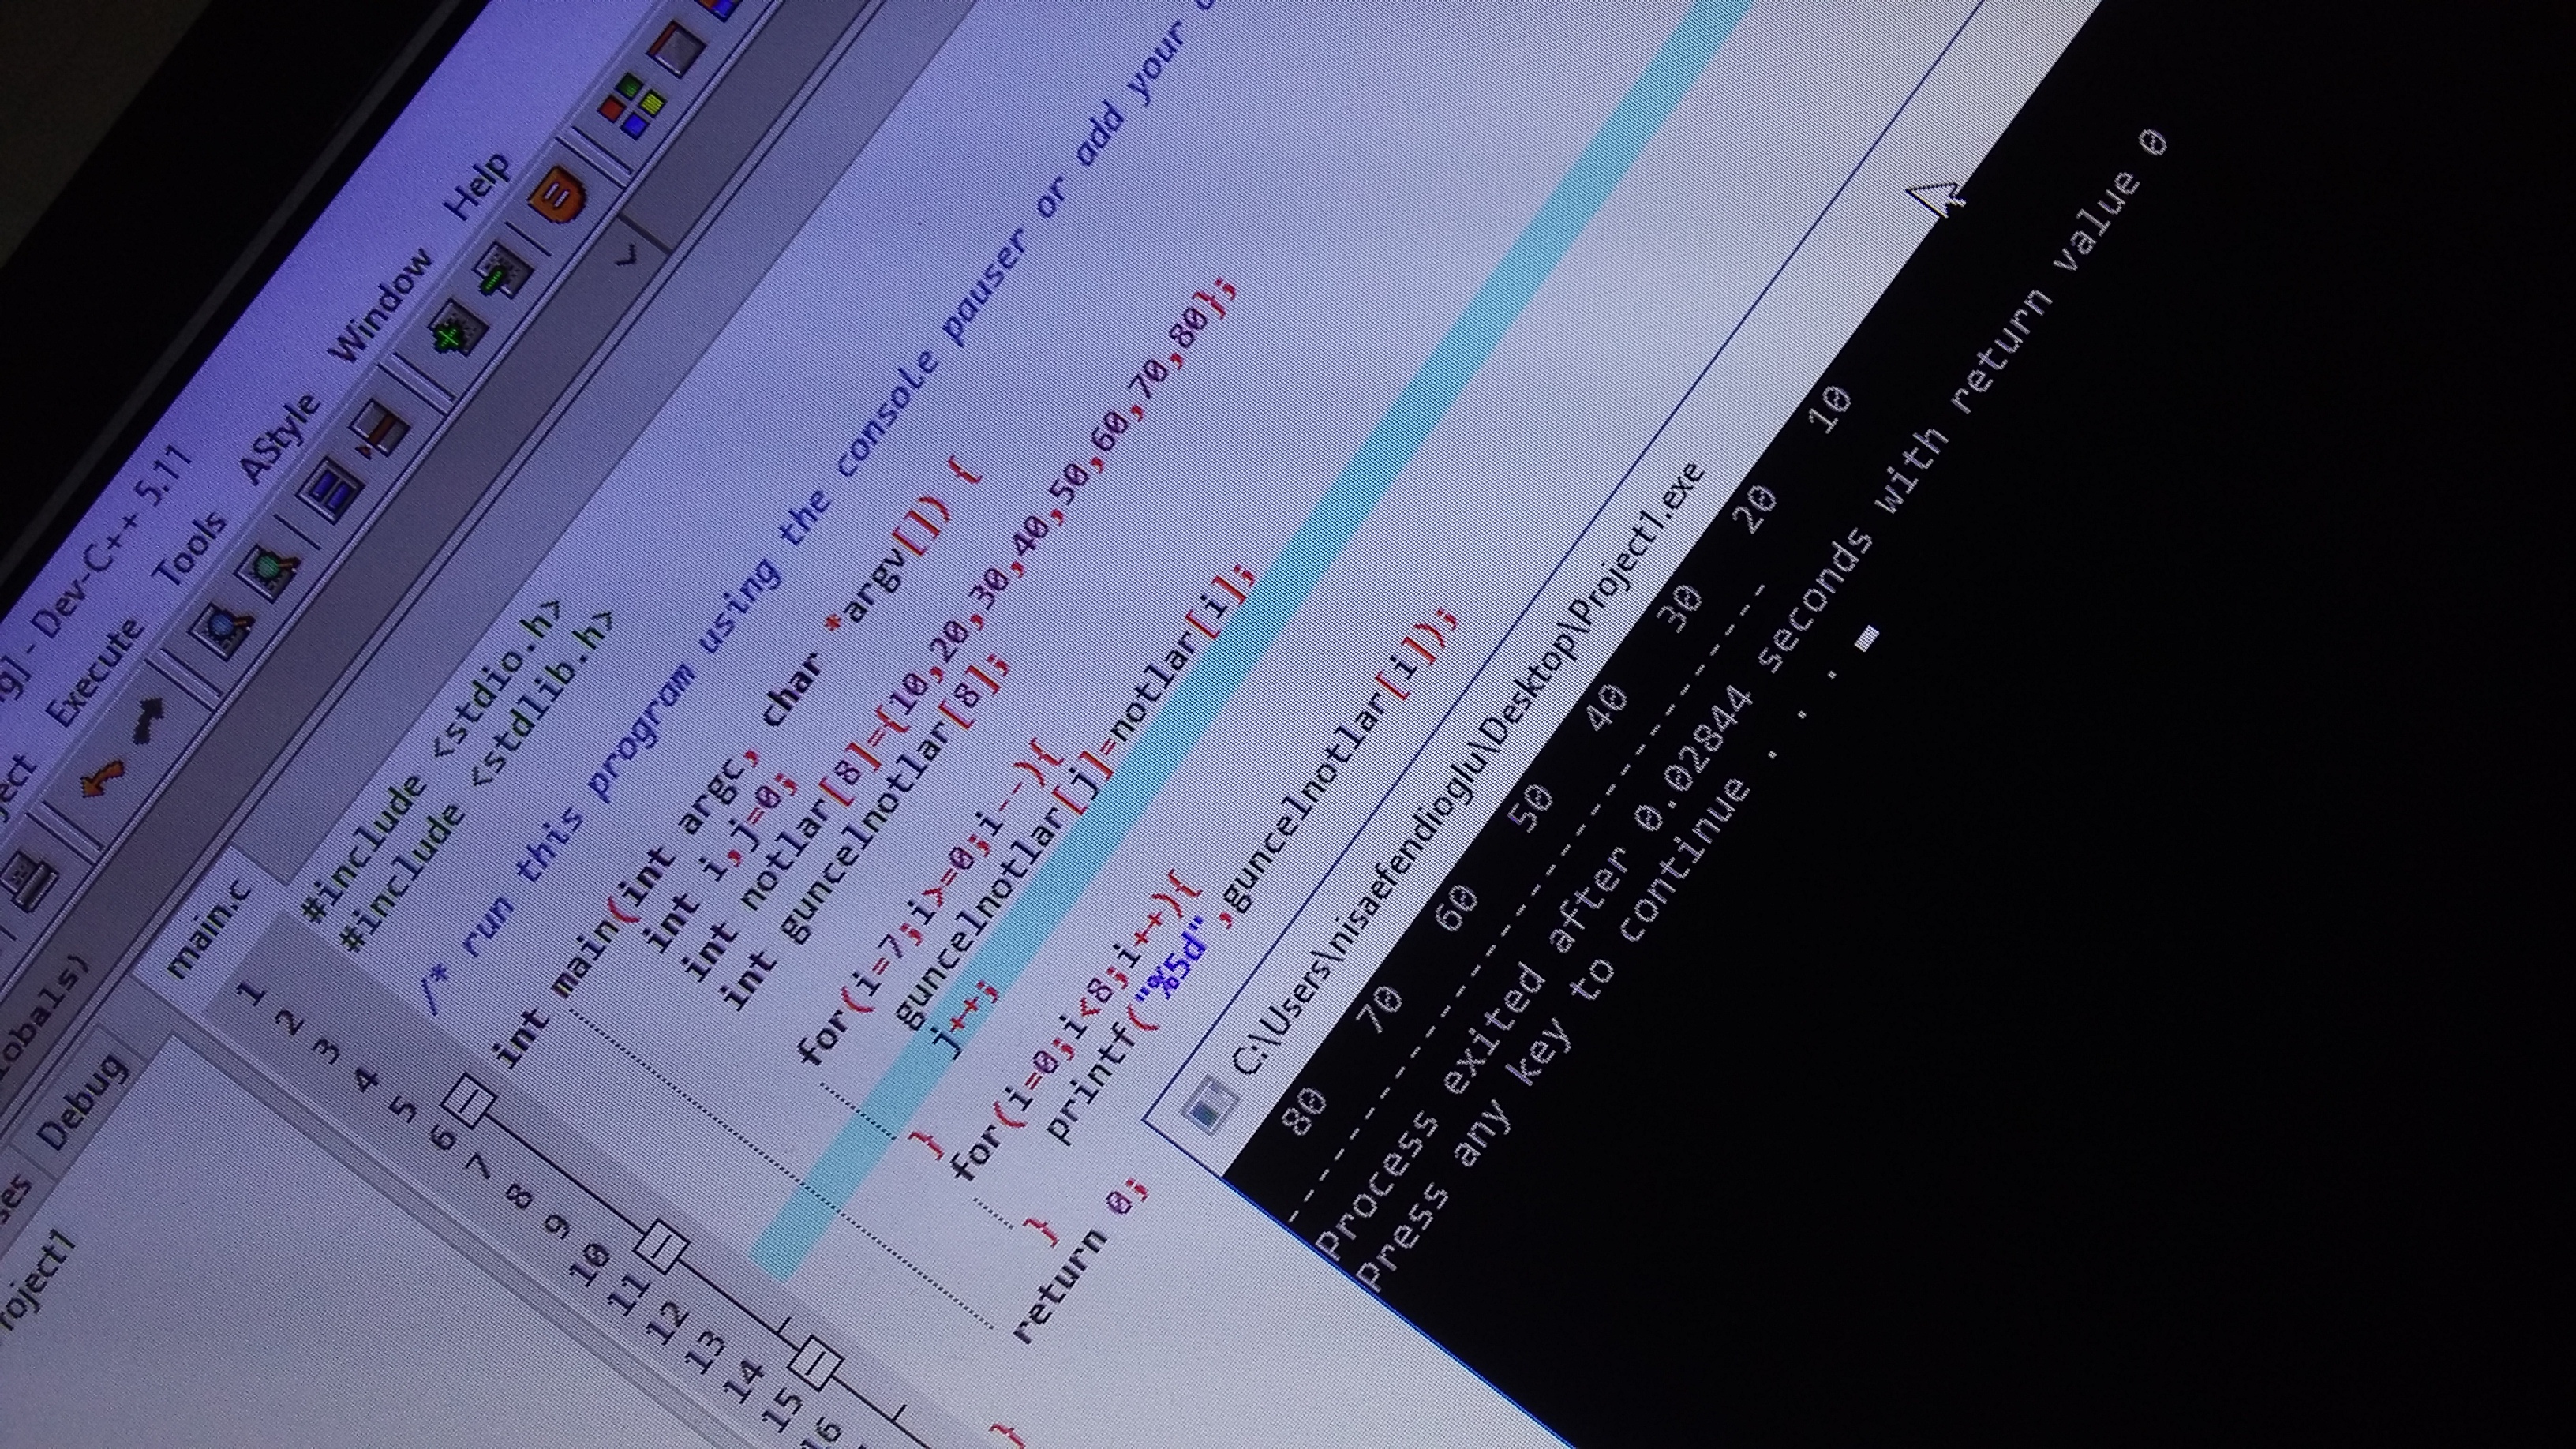 g] - Dev-C++ 5.11
Execute Tools AStyle Window Help
obals)
Debug
main.c
1 #include <stdio.h>
2 #include <stdlib.h>
3
4 /* run this program using the console pauser or add your
5
6 int main(int argc, char *argv[]) {
7 int i,j=0;
8 int notlar[8]={10,20,30,40,50,60,70,80};
9 int guncelnotlar[8];
10
11 for(i=7;i>=0;i--){
12 guncelnotlar[j]=notlar[i];
13 j++;
14 }
15 for(i=0;i<8;i++){
16 printf("%5d",guncelnotlar[i]);
}
return 0;
}
C:\Users\nisaefendioglu\Desktop\Project1.exe
80 70 60 50 40 30 20 10
--------------------------------
Process exited after 0.02844 seconds with return value 0
Press any key to continue . . .